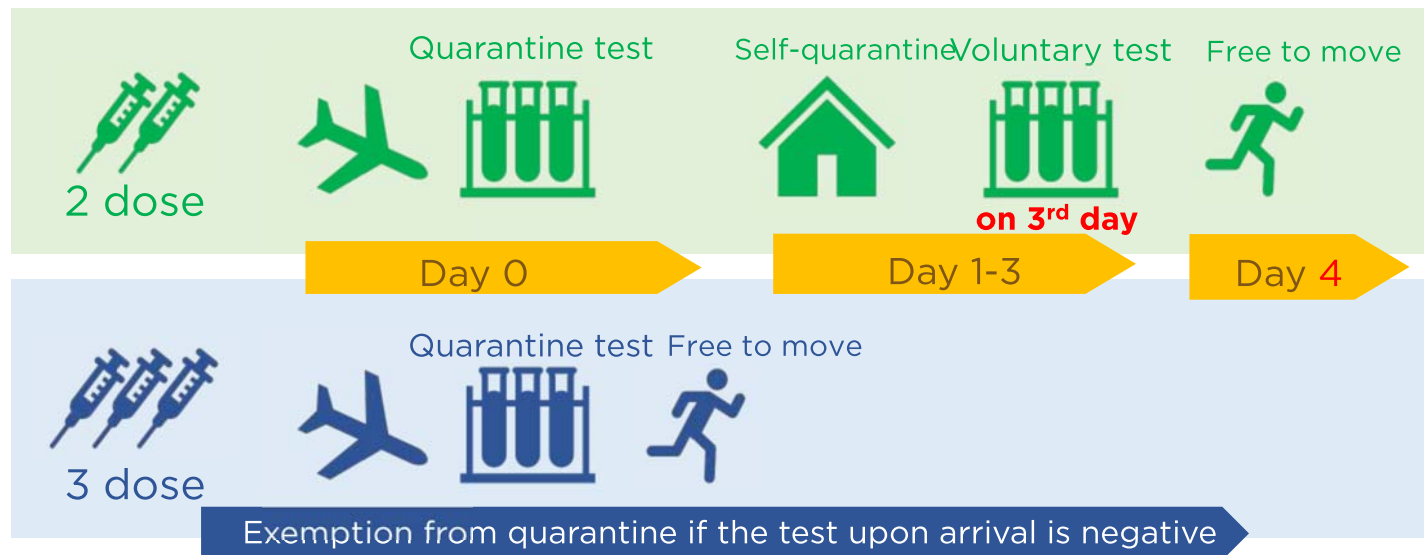 Quarantine test
Self-quarantine
Voluntary test
Free to move
2 dose
on 3rd day
Day 0
Day 1-3
Day 4
Quarantine test
Free to move
3 dose
Exemption from quarantine if the test upon arrival is negative